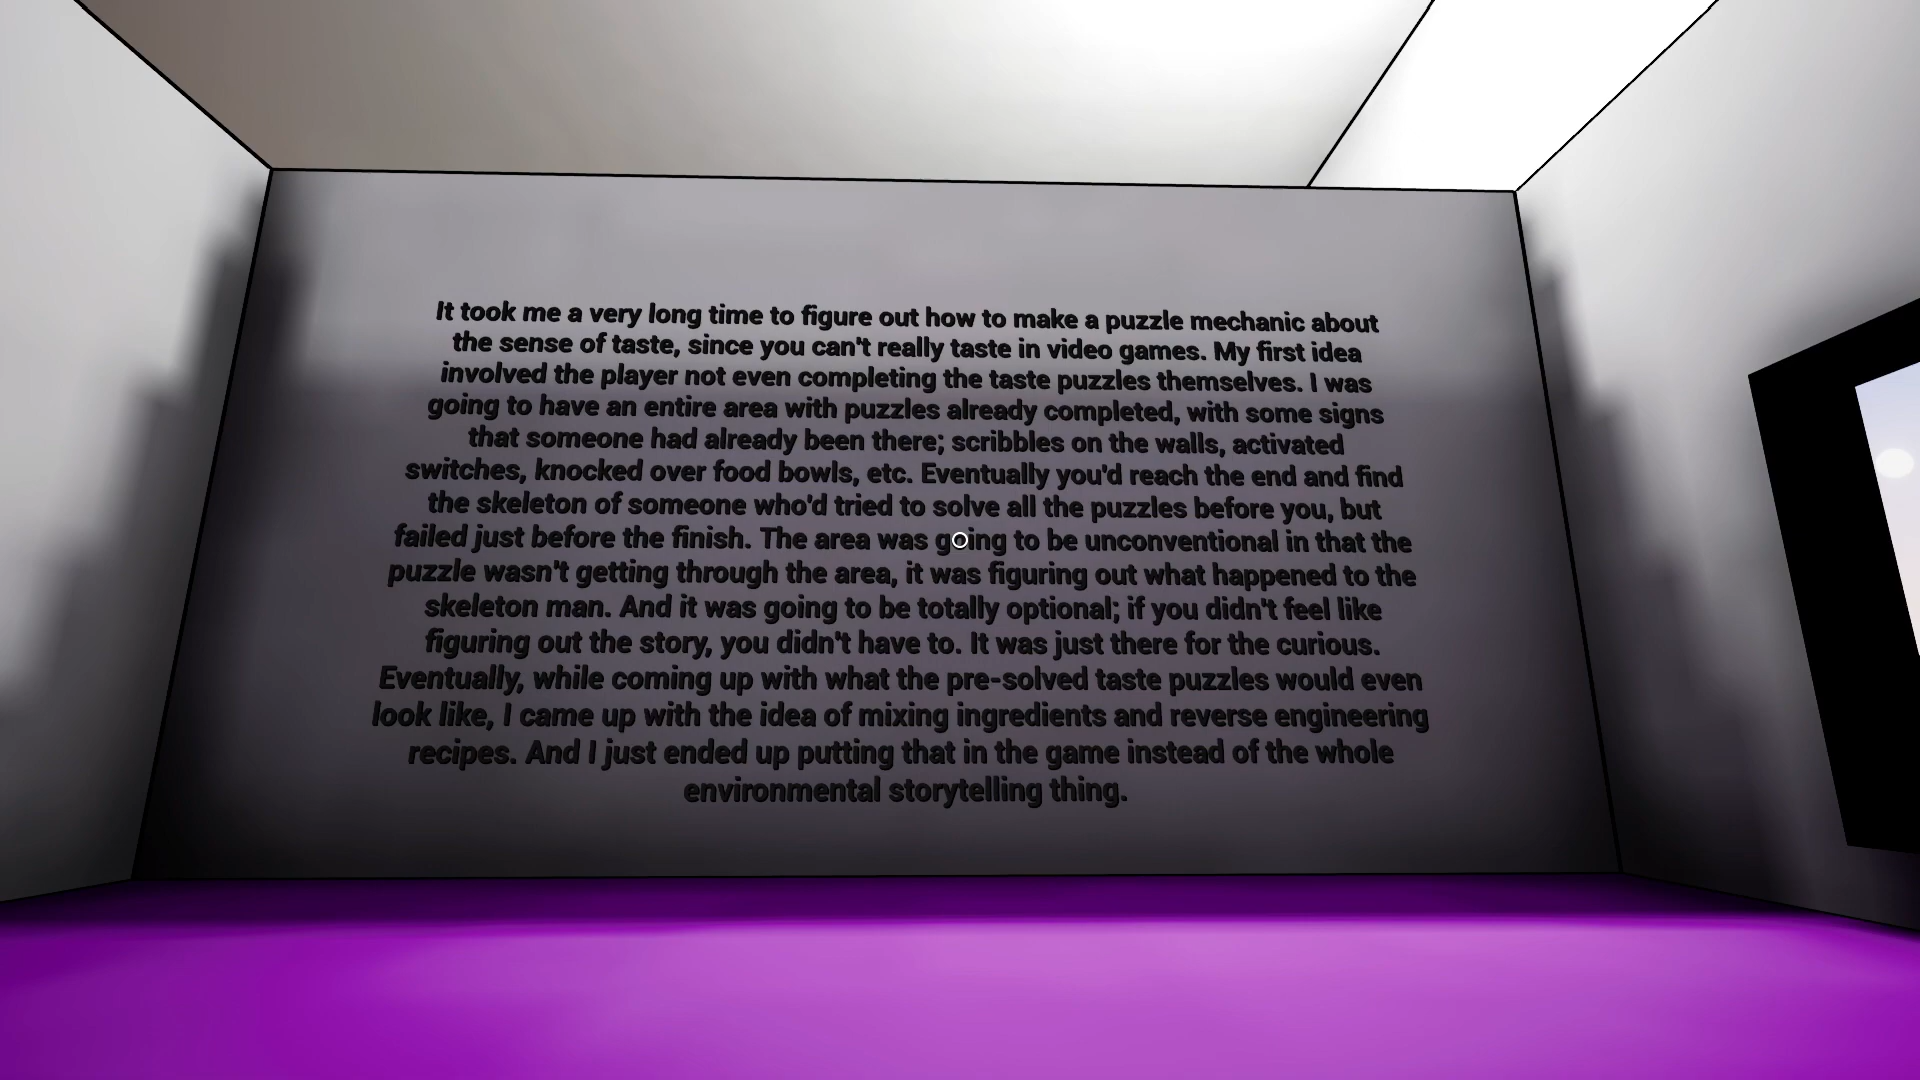 It took me a very long time to figure out how to make a puzzle mechanic about
the sense of taste, since you can't really taste in video games. My first idea
involved the player not even completing the taste puzzles themselves. I was
going to have an entire area with puzzles already completed, with some signs
that someone had already been there; scribbles on the walls, activated
switches, knocked over food bowls, etc. Eventually you'd reach the end and find
the skeleton of someone who'd tried to solve all the puzzles before you, but
failed just before the finish. The area was going to be unconventional in that the
puzzle wasn't getting through the area, it was figuring out what happened to the
skeleton man. And it was going to be totally optional; if you didn't feel like
figuring out the story, you didn't have to. It was just there for the curious.
Eventually, while coming up with what the pre-solved taste puzzles would even
look like, I came up with the idea of mixing ingredients and reverse engineering
recipes. And I just ended up putting that in the game instead of the whole
environmental storytelling thing.